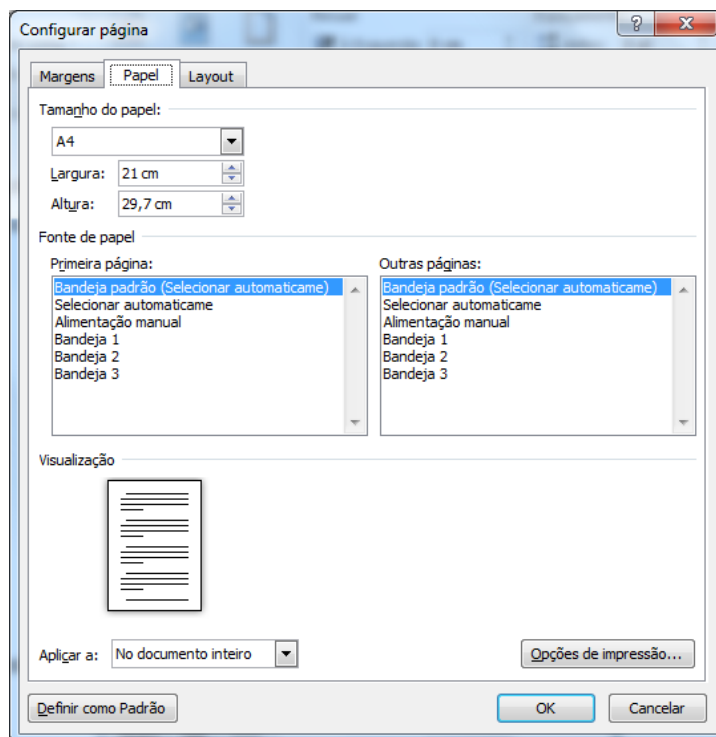 Configurar página
Margens Papel Layout
Tamanho do papel:
A4
Largura: 21 cm
Altura: 29,7 cm
Fonte de papel
Primeira página: Outras páginas:
Bandeja padrão (Selecionar automaticame) Bandeja padrão (Selecionar automaticame)
Selecionar automaticame Selecionar automaticame
Alimentação manual Alimentação manual
Bandeja 1 Bandeja 1
Bandeja 2 Bandeja 2
Bandeja 3 Bandeja 3
Visualização
Aplicar a: No documento inteiro Opções de impressão...
Definir como Padrão OK Cancelar